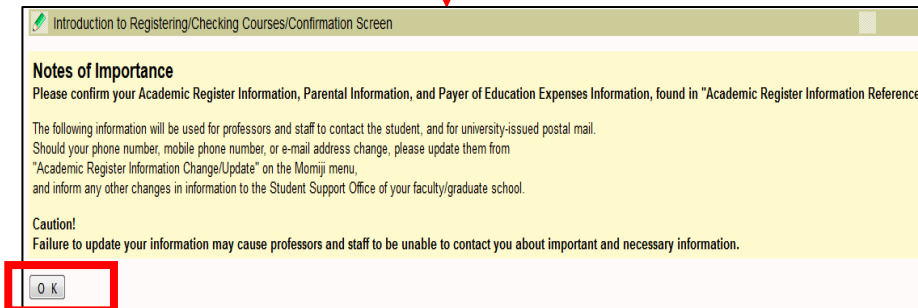 Introduction to Registering/Checking Courses/Confirmation Screen
Notes of Importance
Please confirm your Academic Register Information, Parental Information, and Payer of Education Expenses Information, found in "Academic Register Information Reference
The following information will be used for professors and staff to contact the student, and for university-issued postal mail.
Should your phone number, mobile phone number, or e-mail address change, please update them from
"Academic Register Information Change/Update" on the Momiji menu,
and inform any other changes in information to the Student Support Office of your faculty/graduate school.
Caution!
Failure to update your information may cause professors and staff to be unable to contact you about important and necessary information.
O K